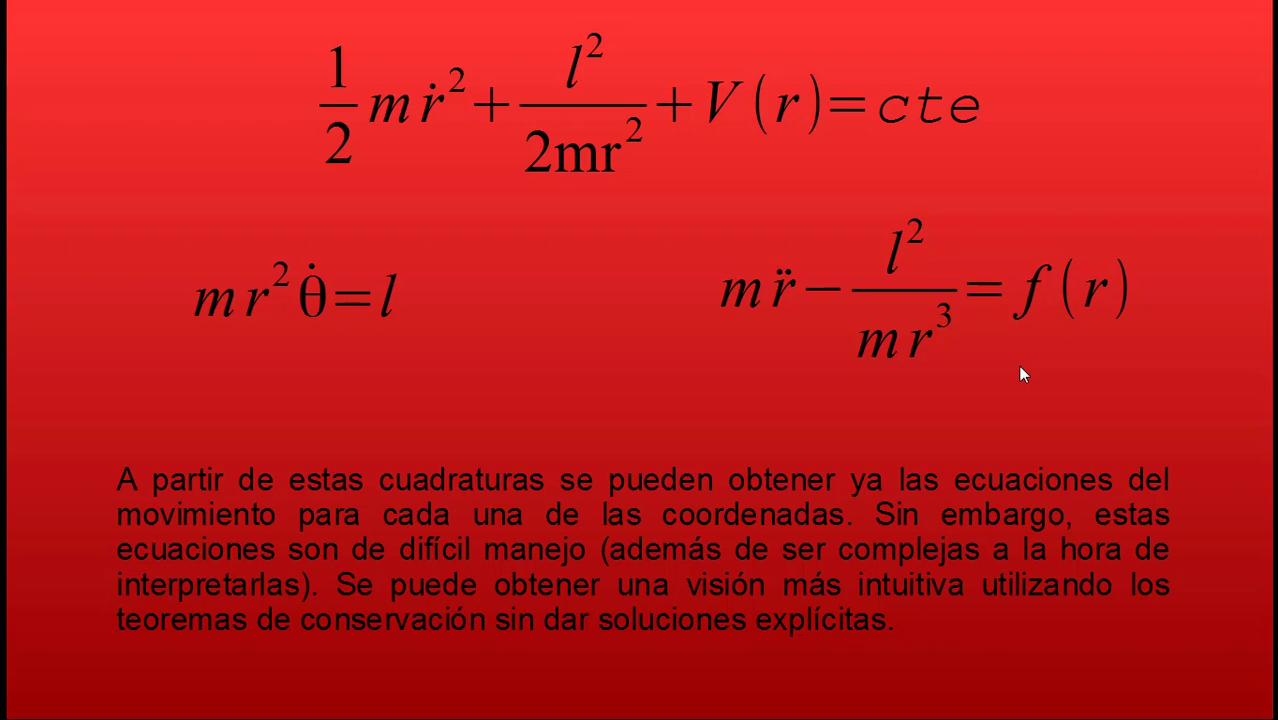 1/2 m ṙ² + l²/2mr² + V(r) = cte
m r² θ̇ = l
m r̈ − l²/m r³ = f(r)
A partir de estas cuadraturas se pueden obtener ya las ecuaciones del
movimiento para cada una de las coordenadas. Sin embargo, estas
ecuaciones son de difícil manejo (además de ser complejas a la hora de
interpretarlas). Se puede obtener una visión más intuitiva utilizando los
teoremas de conservación sin dar soluciones explícitas.